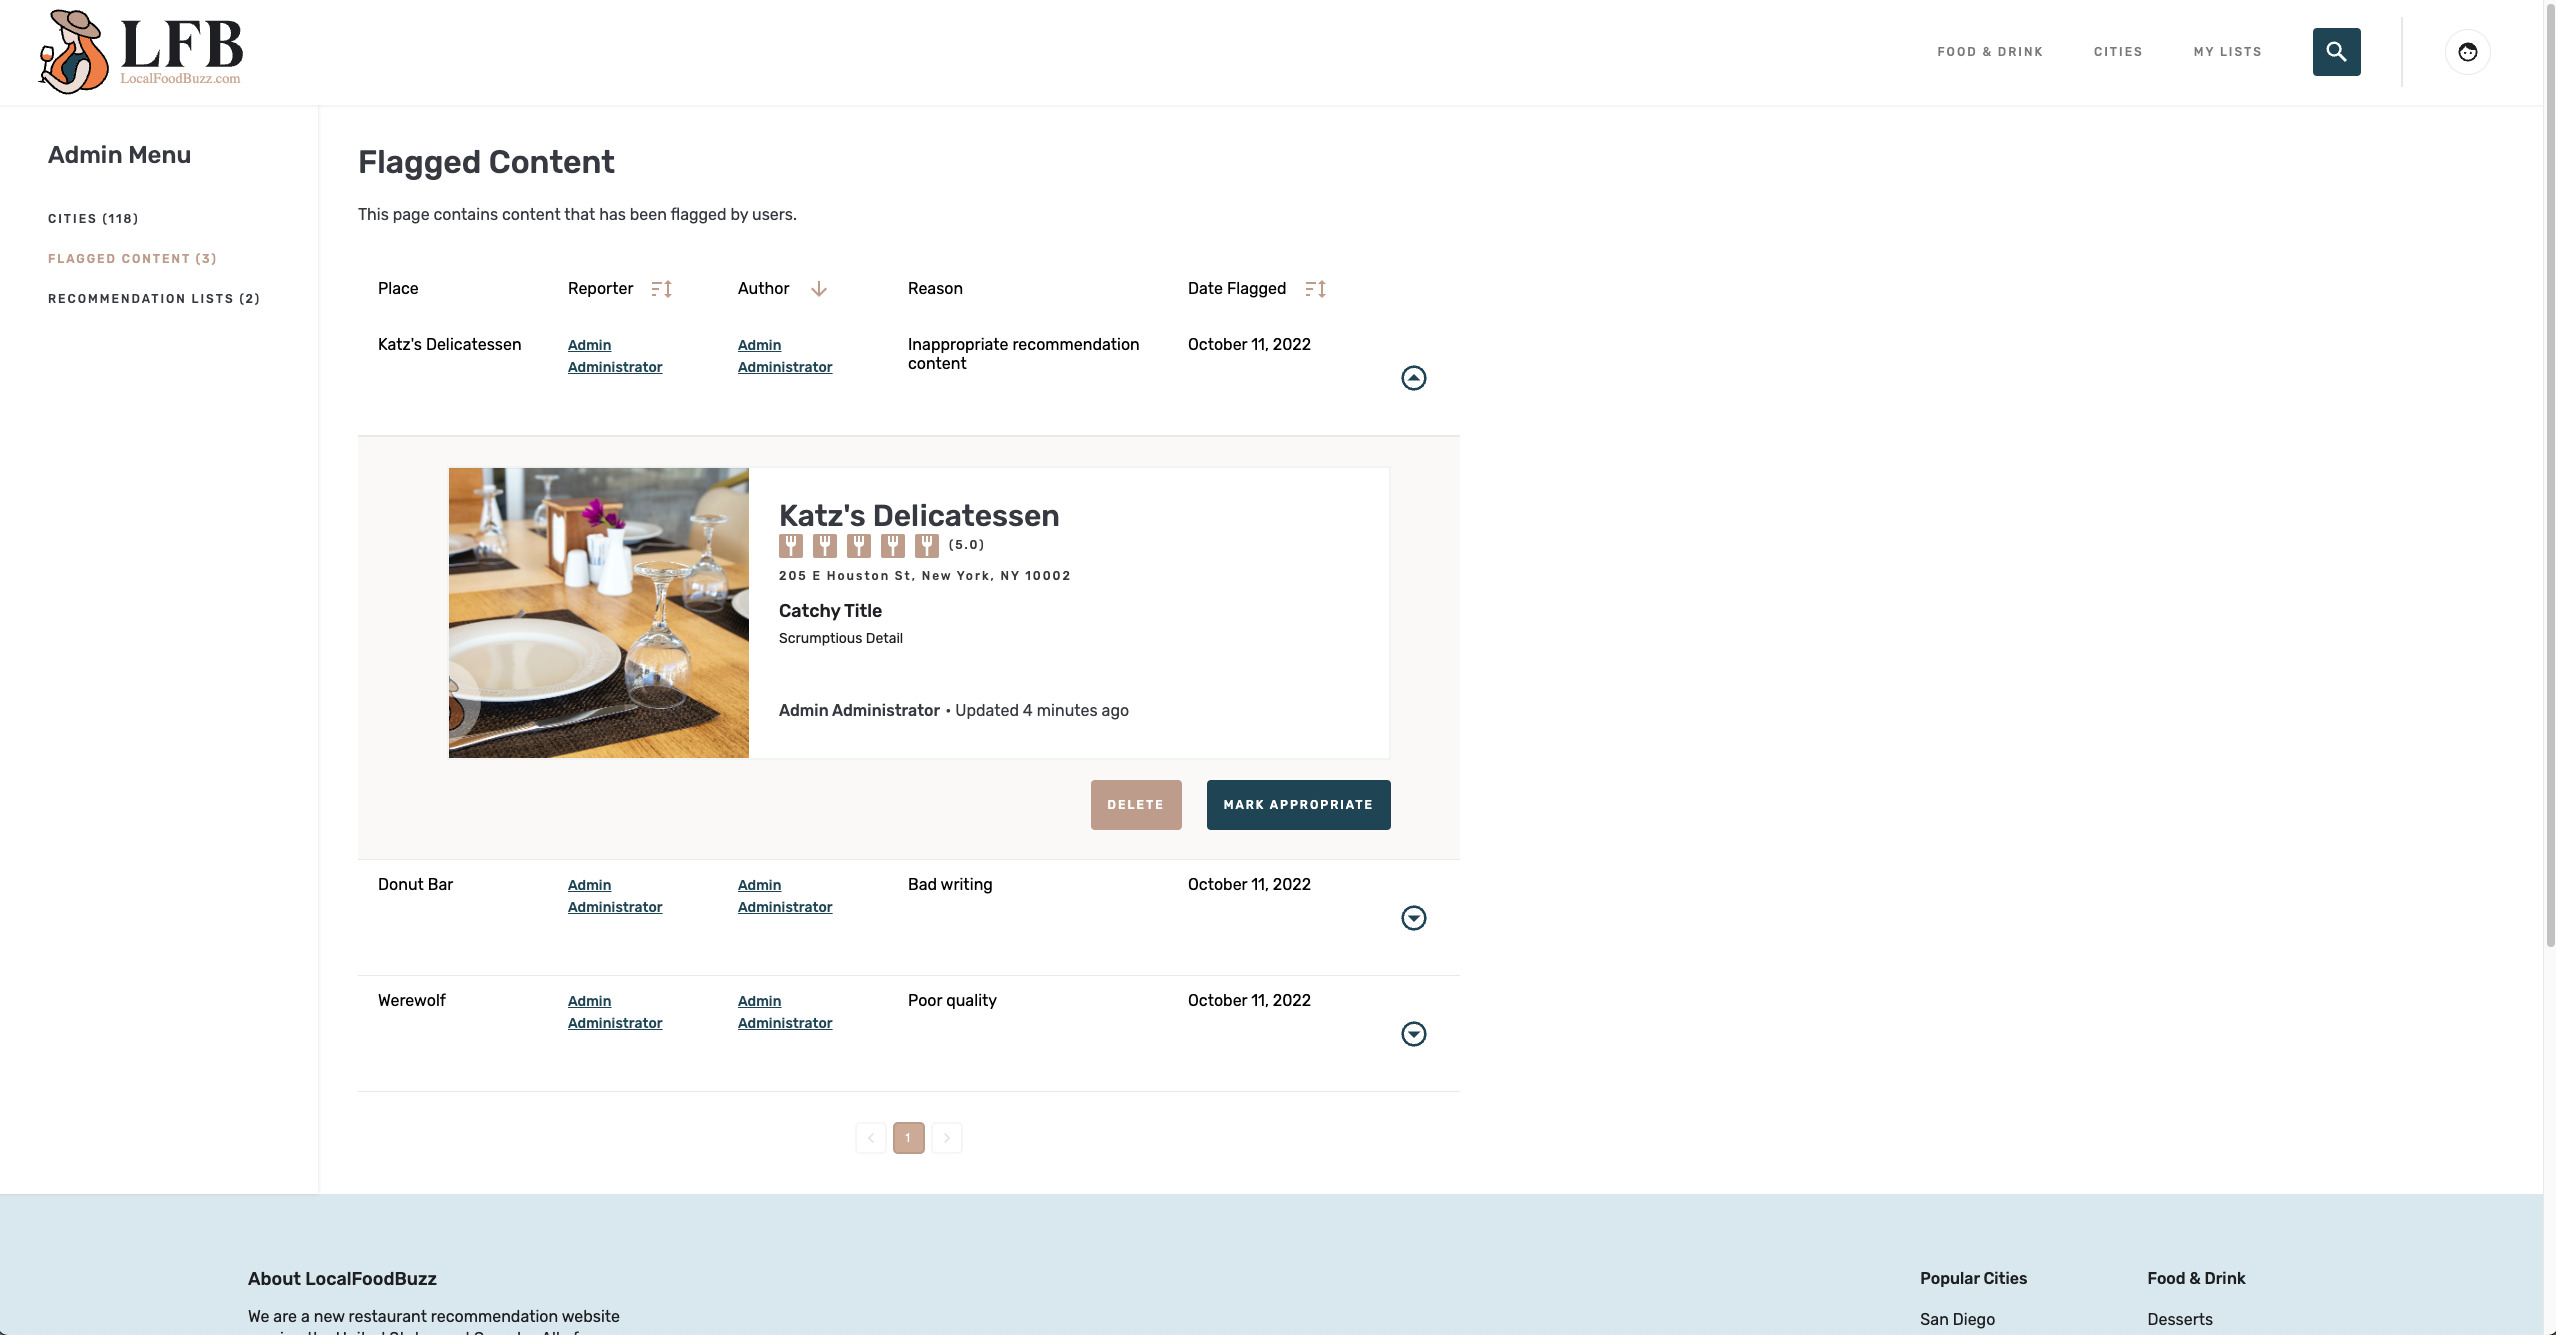 LFB
LocalFoodBuzz.com
FOOD & DRINK
CITIES
MY LISTS
Admin Menu
CITIES (118)
FLAGGED CONTENT (3)
RECOMMENDATION LISTS (2)
Flagged Content
This page contains content that has been flagged by users.
Place Reporter Author Reason Date Flagged
Katz's Delicatessen Admin Admin Inappropriate recommendation October 11, 2022
Administrator Administrator content
Katz's Delicatessen
(5.0)
205 E Houston St, New York, NY 10002
Catchy Title
Scrumptious Detail
Admin Administrator • Updated 4 minutes ago
DELETE MARK APPROPRIATE
Donut Bar Admin Admin Bad writing October 11, 2022
Administrator Administrator
Werewolf Admin Admin Poor quality October 11, 2022
Administrator Administrator
1
About LocalFoodBuzz
We are a new restaurant recommendation website
Popular Cities
San Diego
Food & Drink
Desserts